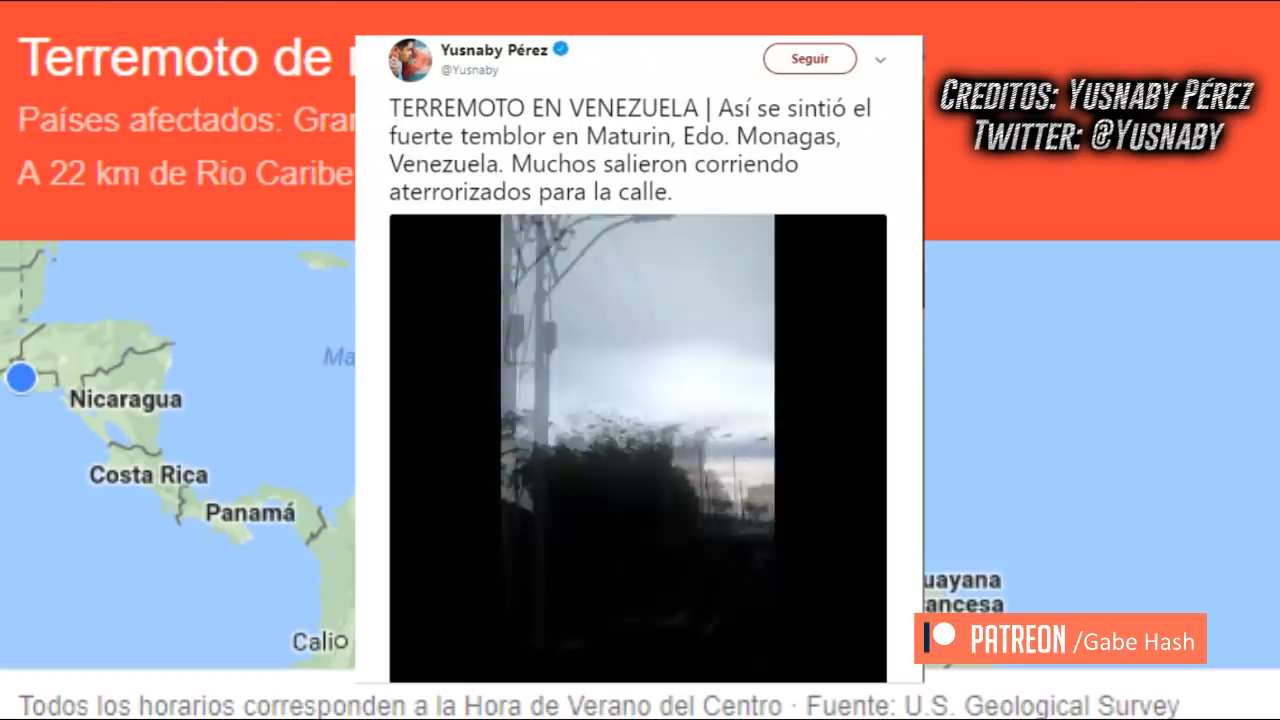 Terremoto de
Países afectados: Gra
A 22 km de Rio Caribe
Yusnaby Pérez
@Yusnaby
Seguir
TERREMOTO EN VENEZUELA | Así se sintió el
fuerte temblor en Maturin, Edo. Monagas,
Venezuela. Muchos salieron corriendo
aterrorizados para la calle.
CREDITOS: YUSNABY PÉREZ
TWITTER: @YUSNABY
Ma
Nicaragua
Costa Rica
Panamá
Calio
uayana
ancesa
PATREON /Gabe Hash
Todos los horarios corresponden a la Hora de Verano del Centro · Fuente: U.S. Geological Survey